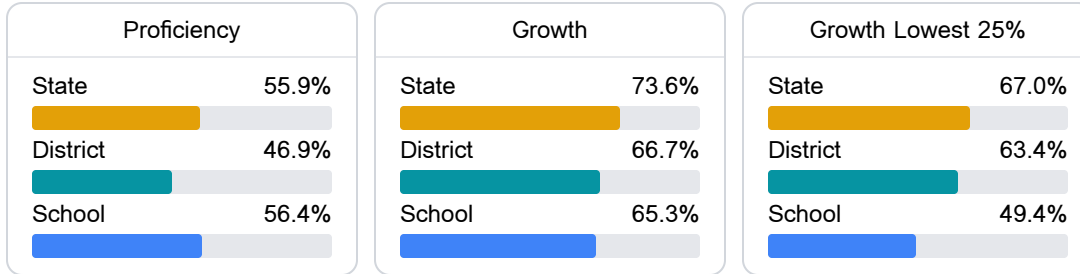 Proficiency
State 55.9%
District 46.9%
School 56.4%
Growth
State 73.6%
District 66.7%
School 65.3%
Growth Lowest 25%
State 67.0%
District 63.4%
School 49.4%